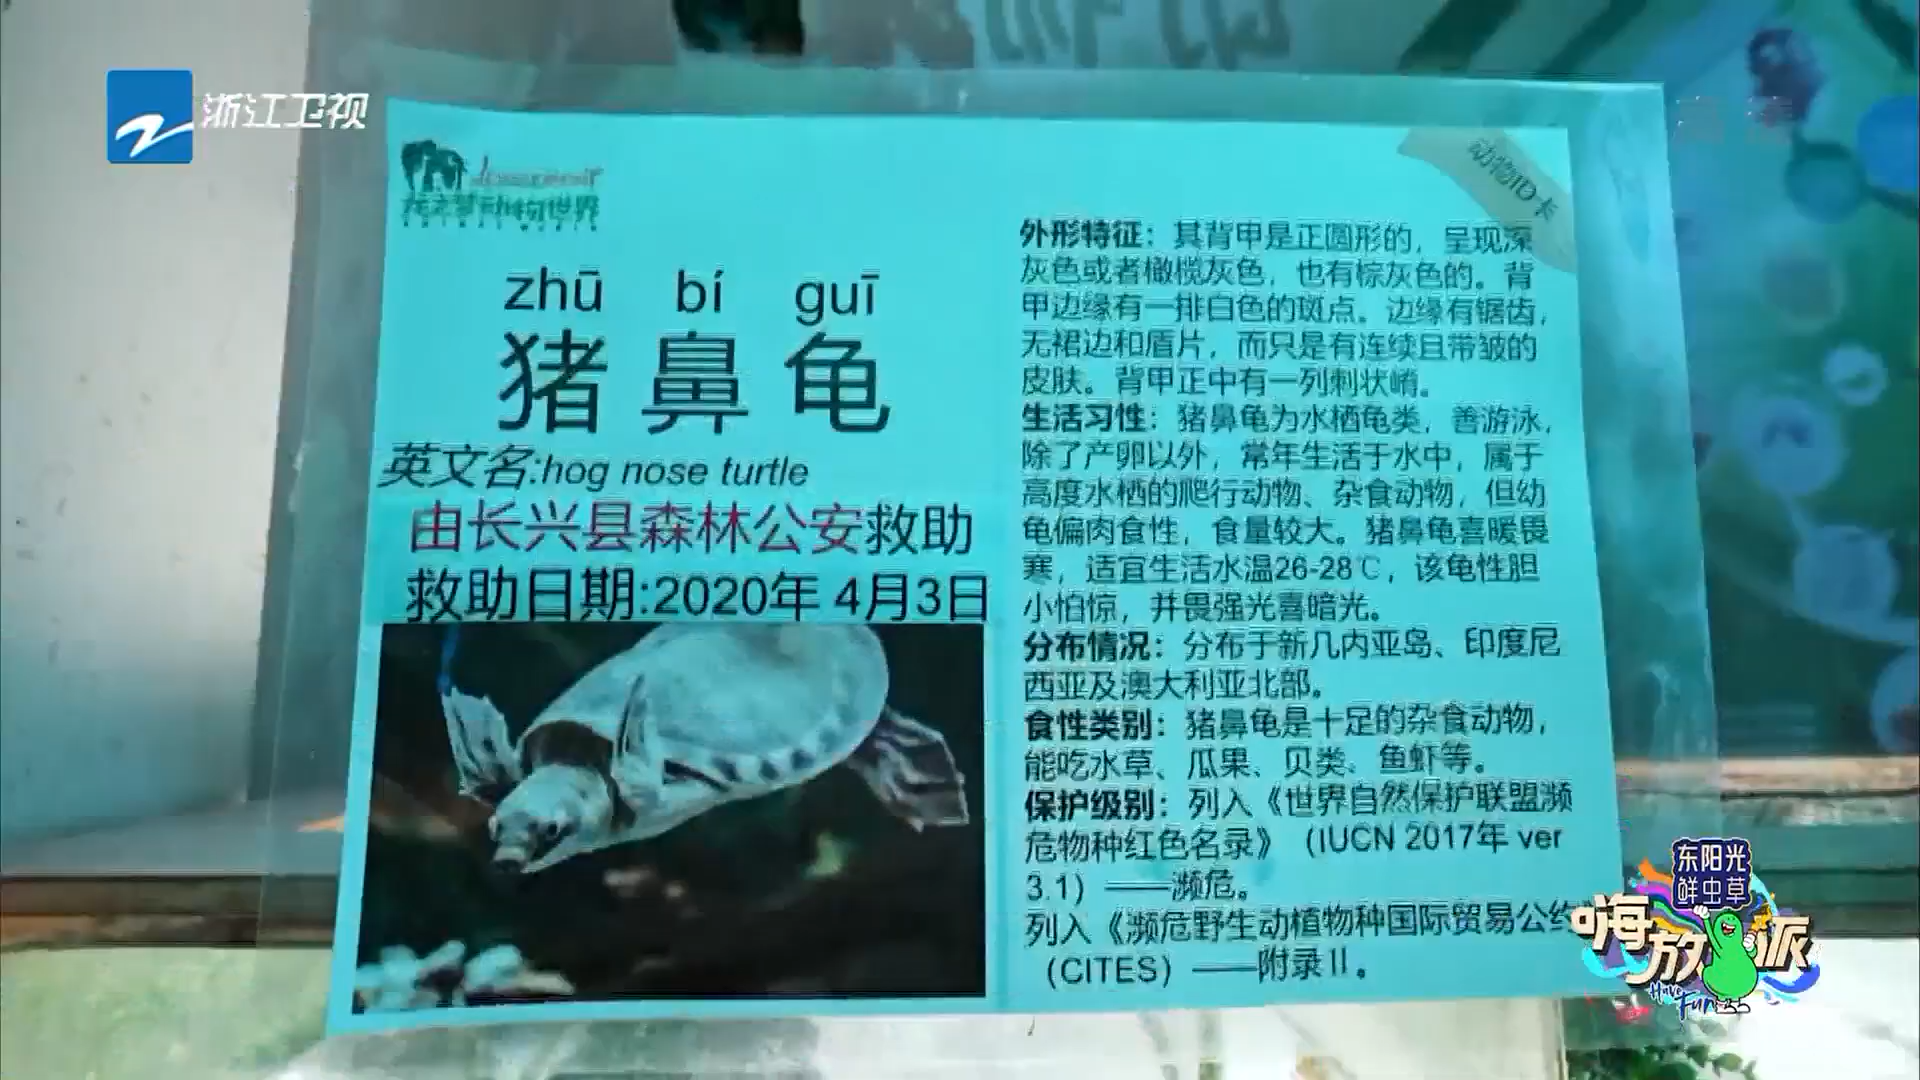 浙江卫视
龙之梦动物世界
ANIMAL WORLD
动物ID卡
zhū bí guī
猪鼻龟
英文名:hog nose turtle
由长兴县森林公安救助
救助日期:2020年 4月3日
外形特征：其背甲是正圆形的，呈现深
灰色或者橄榄灰色，也有棕灰色的。背
甲边缘有一排白色的斑点。边缘有锯齿，
无裙边和盾片，而只是有连续且带皱的
皮肤。背甲正中有一列刺状嵴。
生活习性：猪鼻龟为水栖龟类，善游泳，
除了产卵以外，常年生活于水中，属于
高度水栖的爬行动物、杂食动物，但幼
龟偏肉食性，食量较大。猪鼻龟喜暖畏
寒，适宜生活水温26-28℃，该龟性胆
小怕惊，并畏强光喜暗光。
分布情况：分布于新几内亚岛、印度尼
西亚及澳大利亚北部。
食性类别：猪鼻龟是十足的杂食动物，
能吃水草、瓜果、贝类、鱼虾等。
保护级别：列入《世界自然保护联盟濒
危物种红色名录》（IUCN 2017年 ver
3.1）——濒危。
列入《濒危野生动植物种国际贸易公约
（CITES）——附录II。
东阳光
鲜虫草
嗨放派
Have Fun